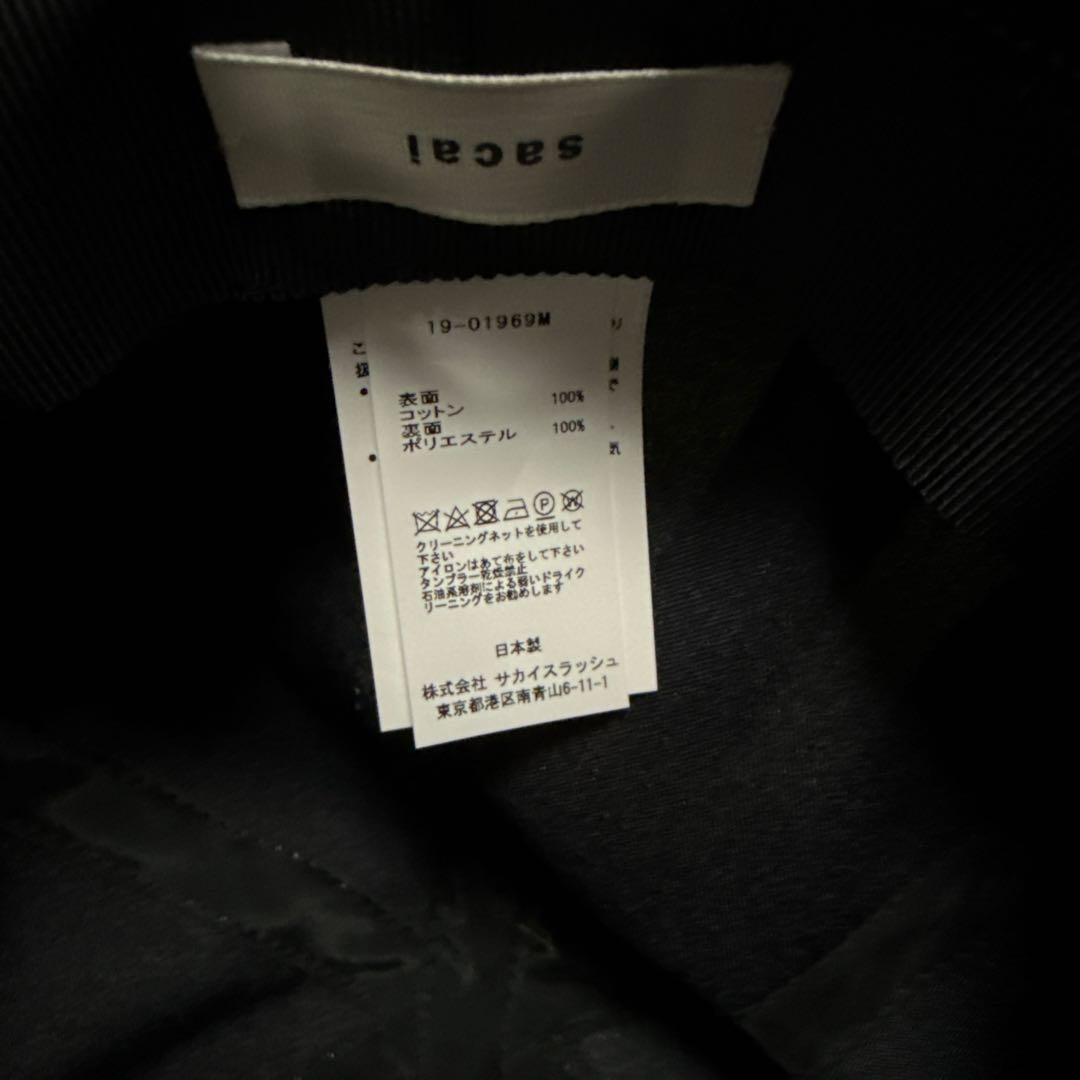 sacai
19-01969M
表面
コットン 100%
裏面
ポリエステル 100%
P W
クリーニングネットを使用して
下さい
アイロンはあて布をして下さい
タンブラー乾燥禁止
石油系溶剤による弱いドライク
リーニングをお勧めします
日本製
株式会社 サカイスラッシュ
東京都港区南青山6-11-1
ご
扱
り